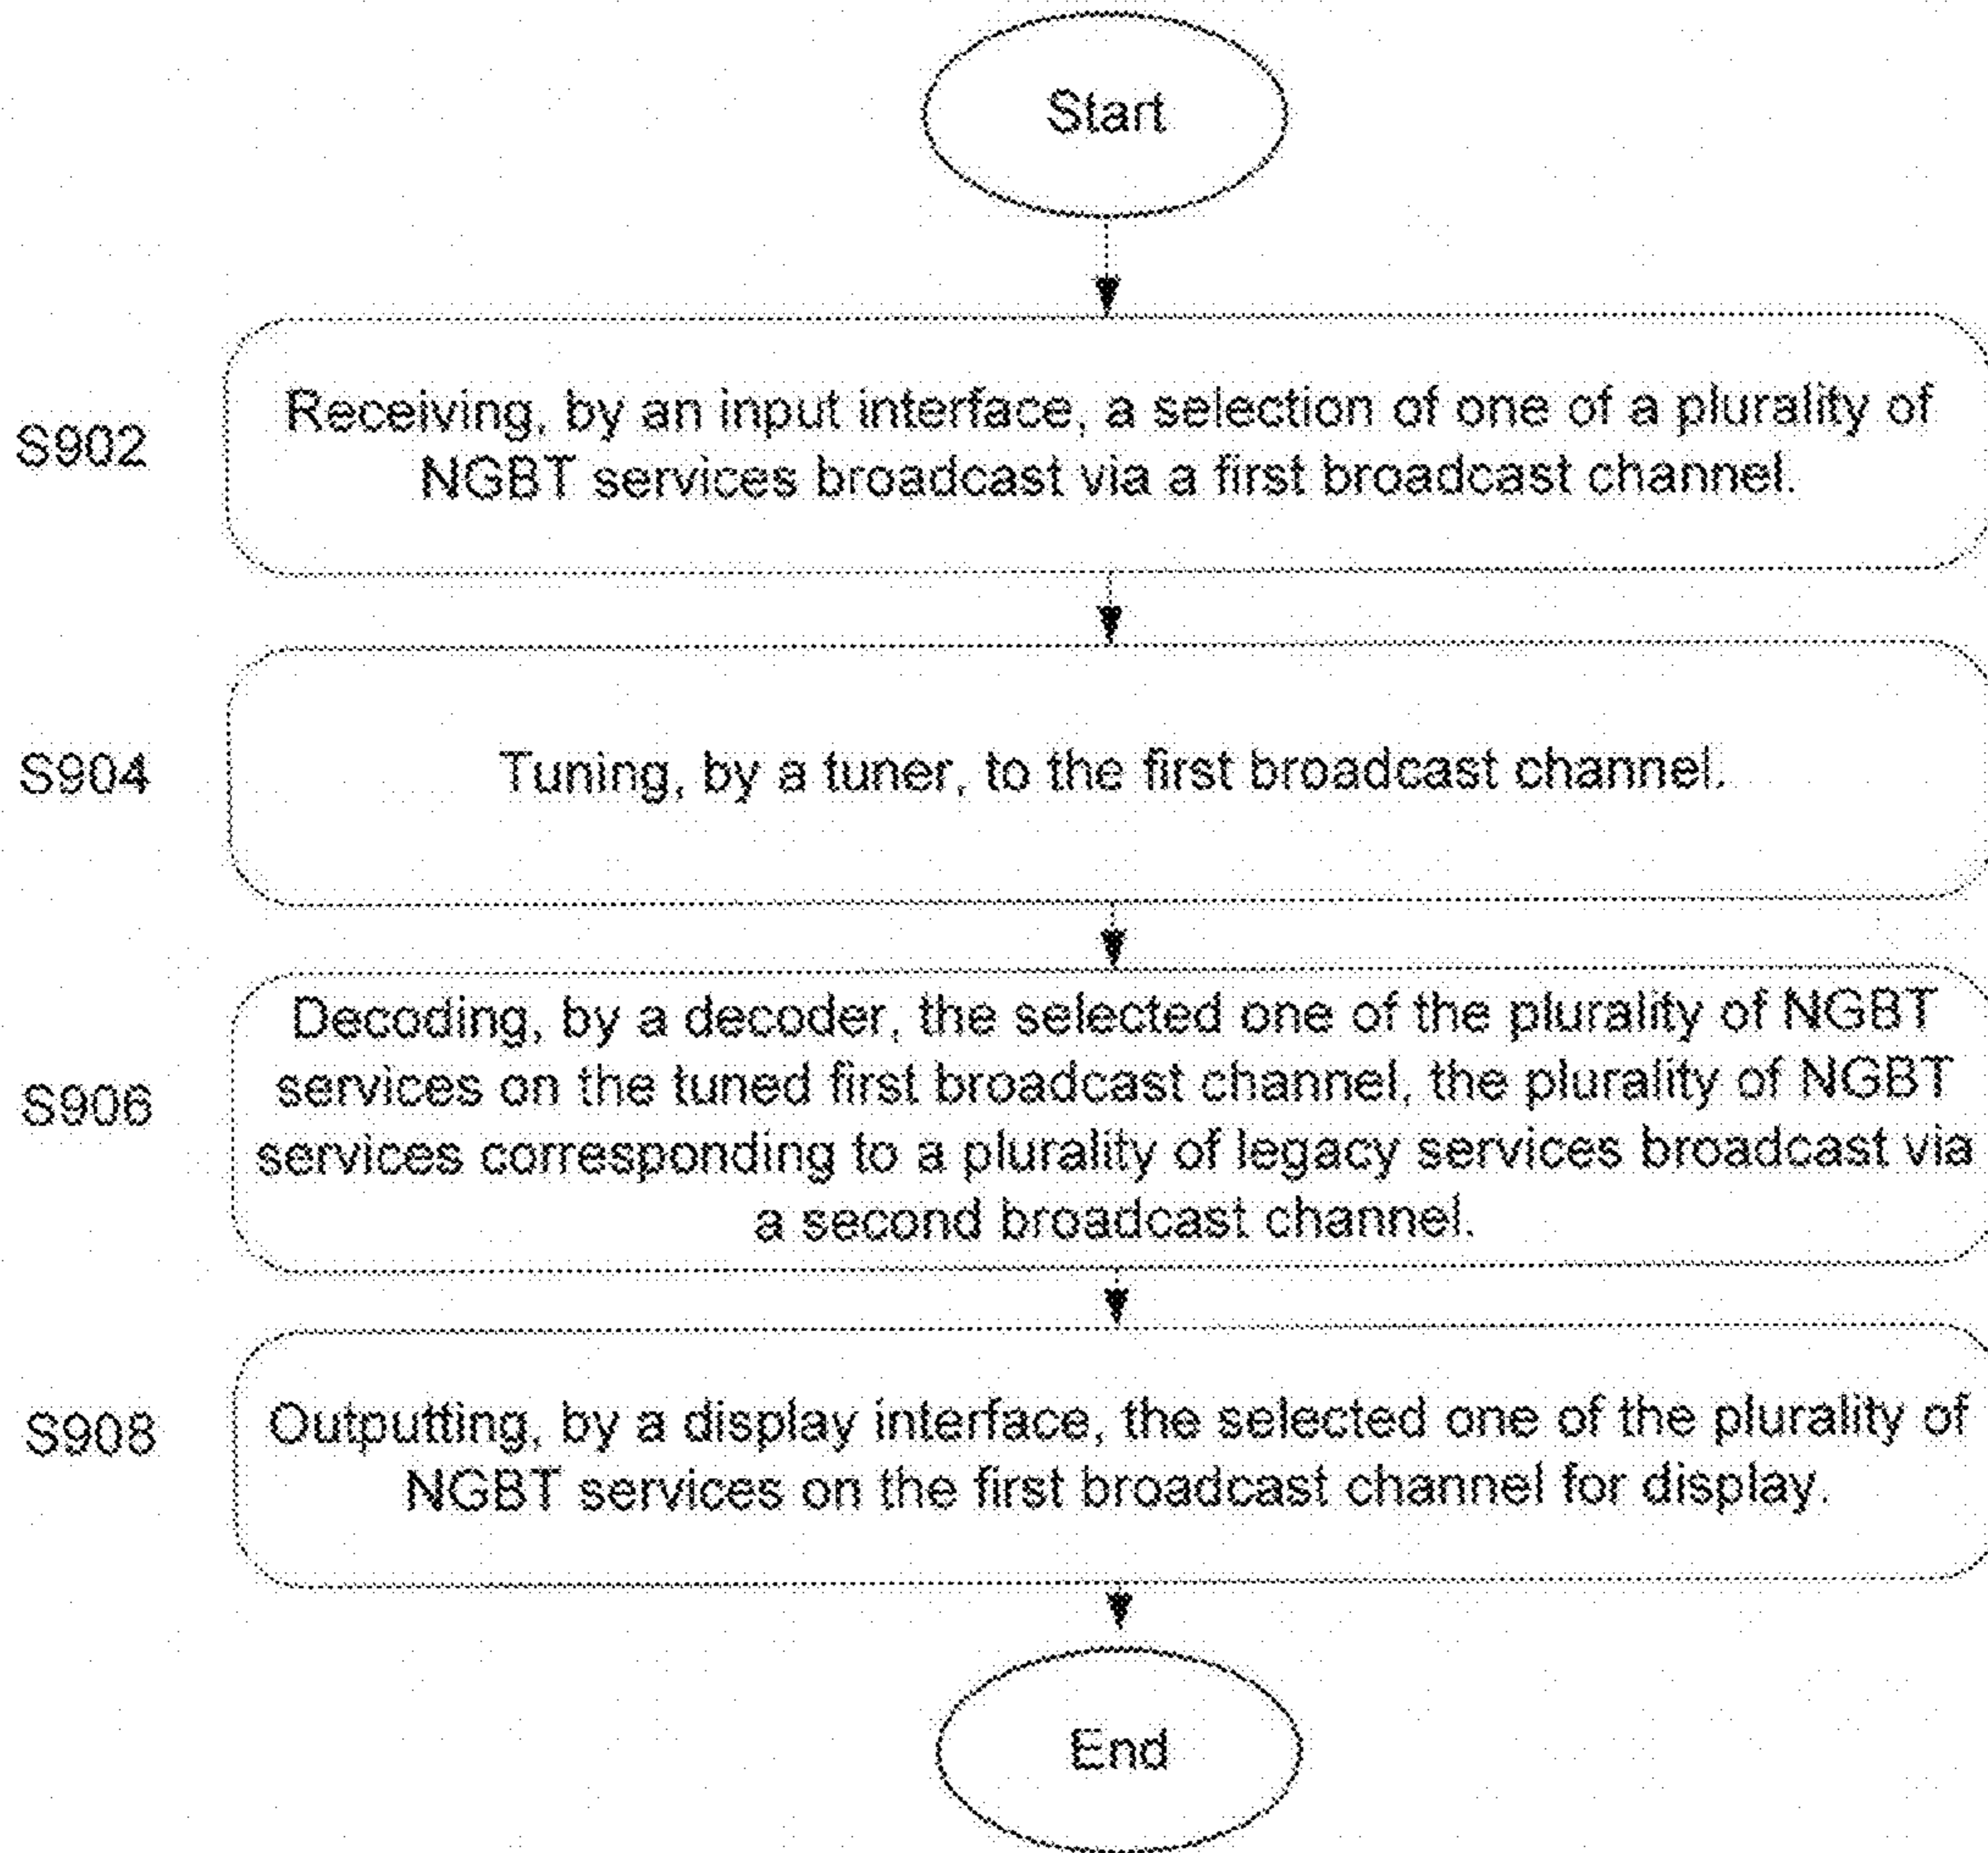 Start
S902
Receiving, by an input interface, a selection of one of a plurality of
NGBT services broadcast via a first broadcast channel.
S904
Tuning, by a tuner, to the first broadcast channel.
S906
Decoding, by a decoder, the selected one of the plurality of NGBT
services on the tuned first broadcast channel, the plurality of NGBT
services corresponding to a plurality of legacy services broadcast via
a second broadcast channel.
S908
Outputting, by a display interface, the selected one of the plurality of
NGBT services on the first broadcast channel for display.
End